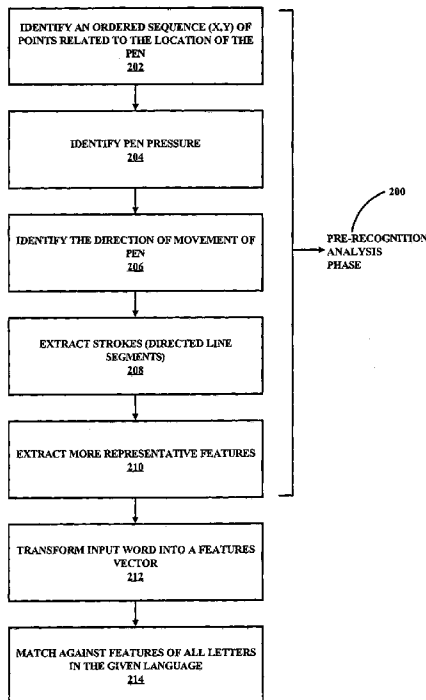 IDENTIFY AN ORDERED SEQUENCE (X,Y) OF
POINTS RELATED TO THE LOCATION OF THE
PEN
202
IDENTIFY PEN PRESSURE
204
IDENTIFY THE DIRECTION OF MOVEMENT OF
PEN
206
EXTRACT STROKES (DIRECTED LINE
SEGMENTS)
208
EXTRACT MORE REPRESENTATIVE FEATURES
210
TRANSFORM INPUT WORD INTO A FEATURES
VECTOR
212
MATCH AGAINST FEATURES OF ALL LETTERS
IN THE GIVEN LANGUAGE
214
200
PRE-RECOGNITION
ANALYSIS
PHASE